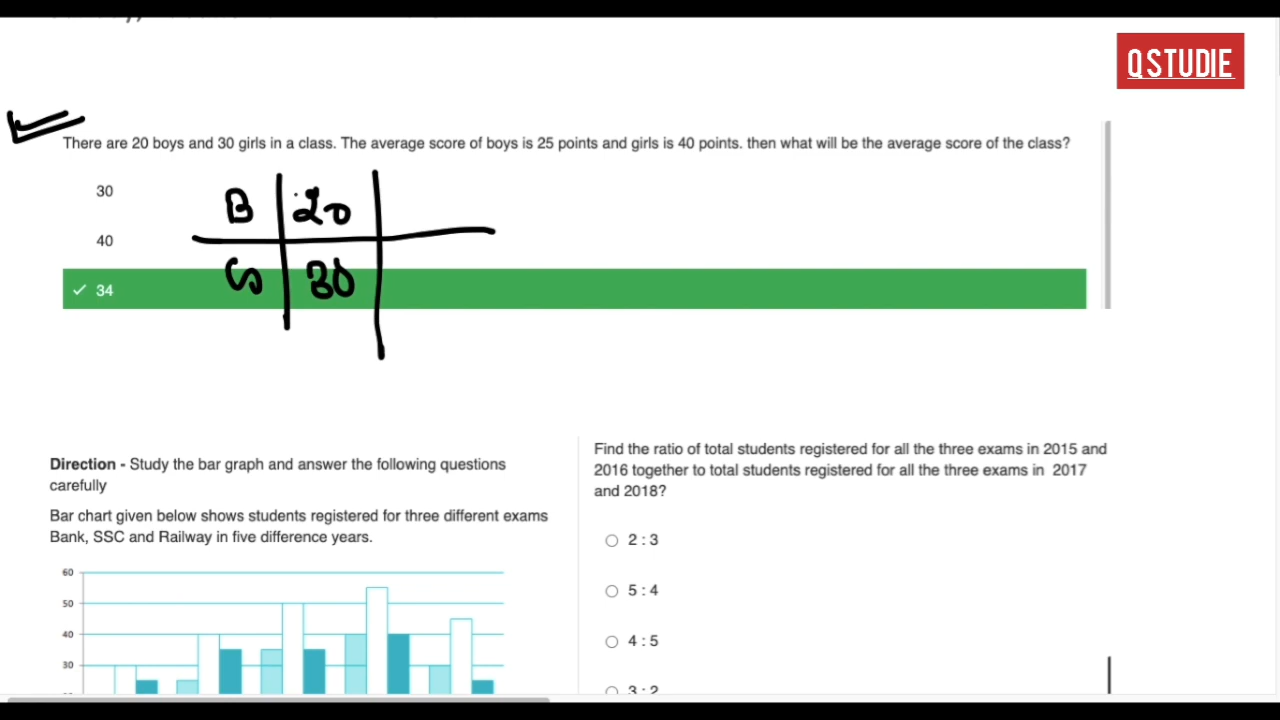 QSTUDIE
There are 20 boys and 30 girls in a class. The average score of boys is 25 points and girls is 40 points. then what will be the average score of the class?
30
B 20
40
G 30
34
Direction - Study the bar graph and answer the following questions
carefully
Bar chart given below shows students registered for three different exams
Bank, SSC and Railway in five difference years.
60
50
40
30
Find the ratio of total students registered for all the three exams in 2015 and
2016 together to total students registered for all the three exams in 2017
and 2018?
2 : 3
5 : 4
4 : 5
3 : 2